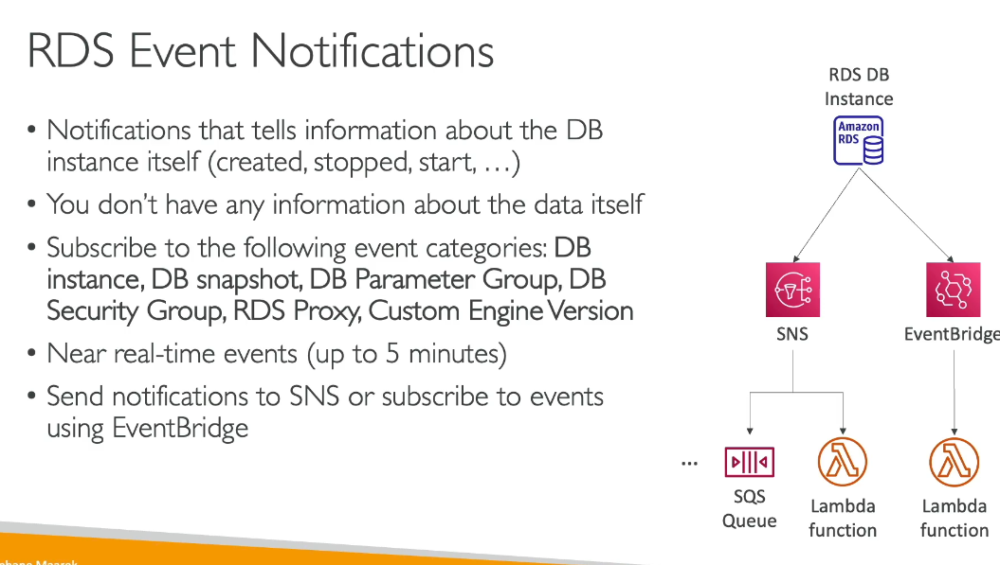 RDS Event Notifications
• Notifications that tells information about the DB
instance itself (created, stopped, start, …)
• You don't have any information about the data itself
• Subscribe to the following event categories: DB
instance, DB snapshot, DB Parameter Group, DB
Security Group, RDS Proxy, Custom Engine Version
• Near real-time events (up to 5 minutes)
• Send notifications to SNS or subscribe to events
using EventBridge
RDS DB
Instance
Amazon
RDS
SNS
EventBridge
...
SQS
Queue
Lambda
function
Lambda
function